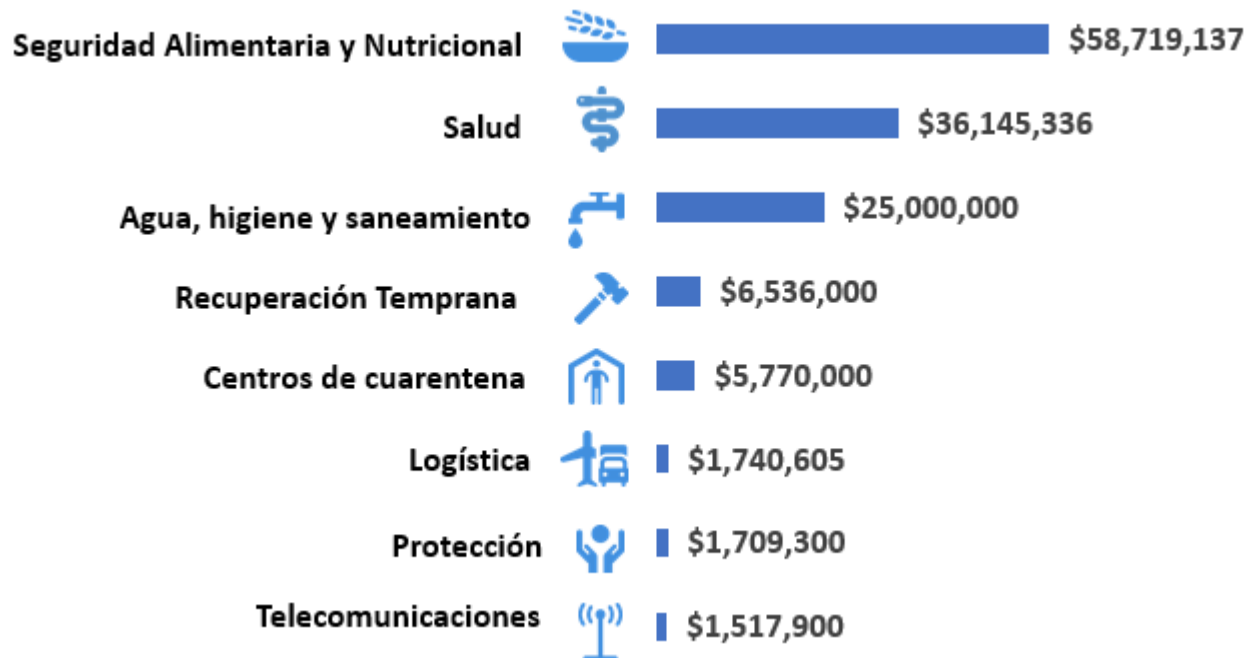 Seguridad Alimentaria y Nutricional $58,719,137
Salud $36,145,336
Agua, higiene y saneamiento $25,000,000
Recuperación Temprana $6,536,000
Centros de cuarentena $5,770,000
Logística $1,740,605
Protección $1,709,300
Telecomunicaciones $1,517,900